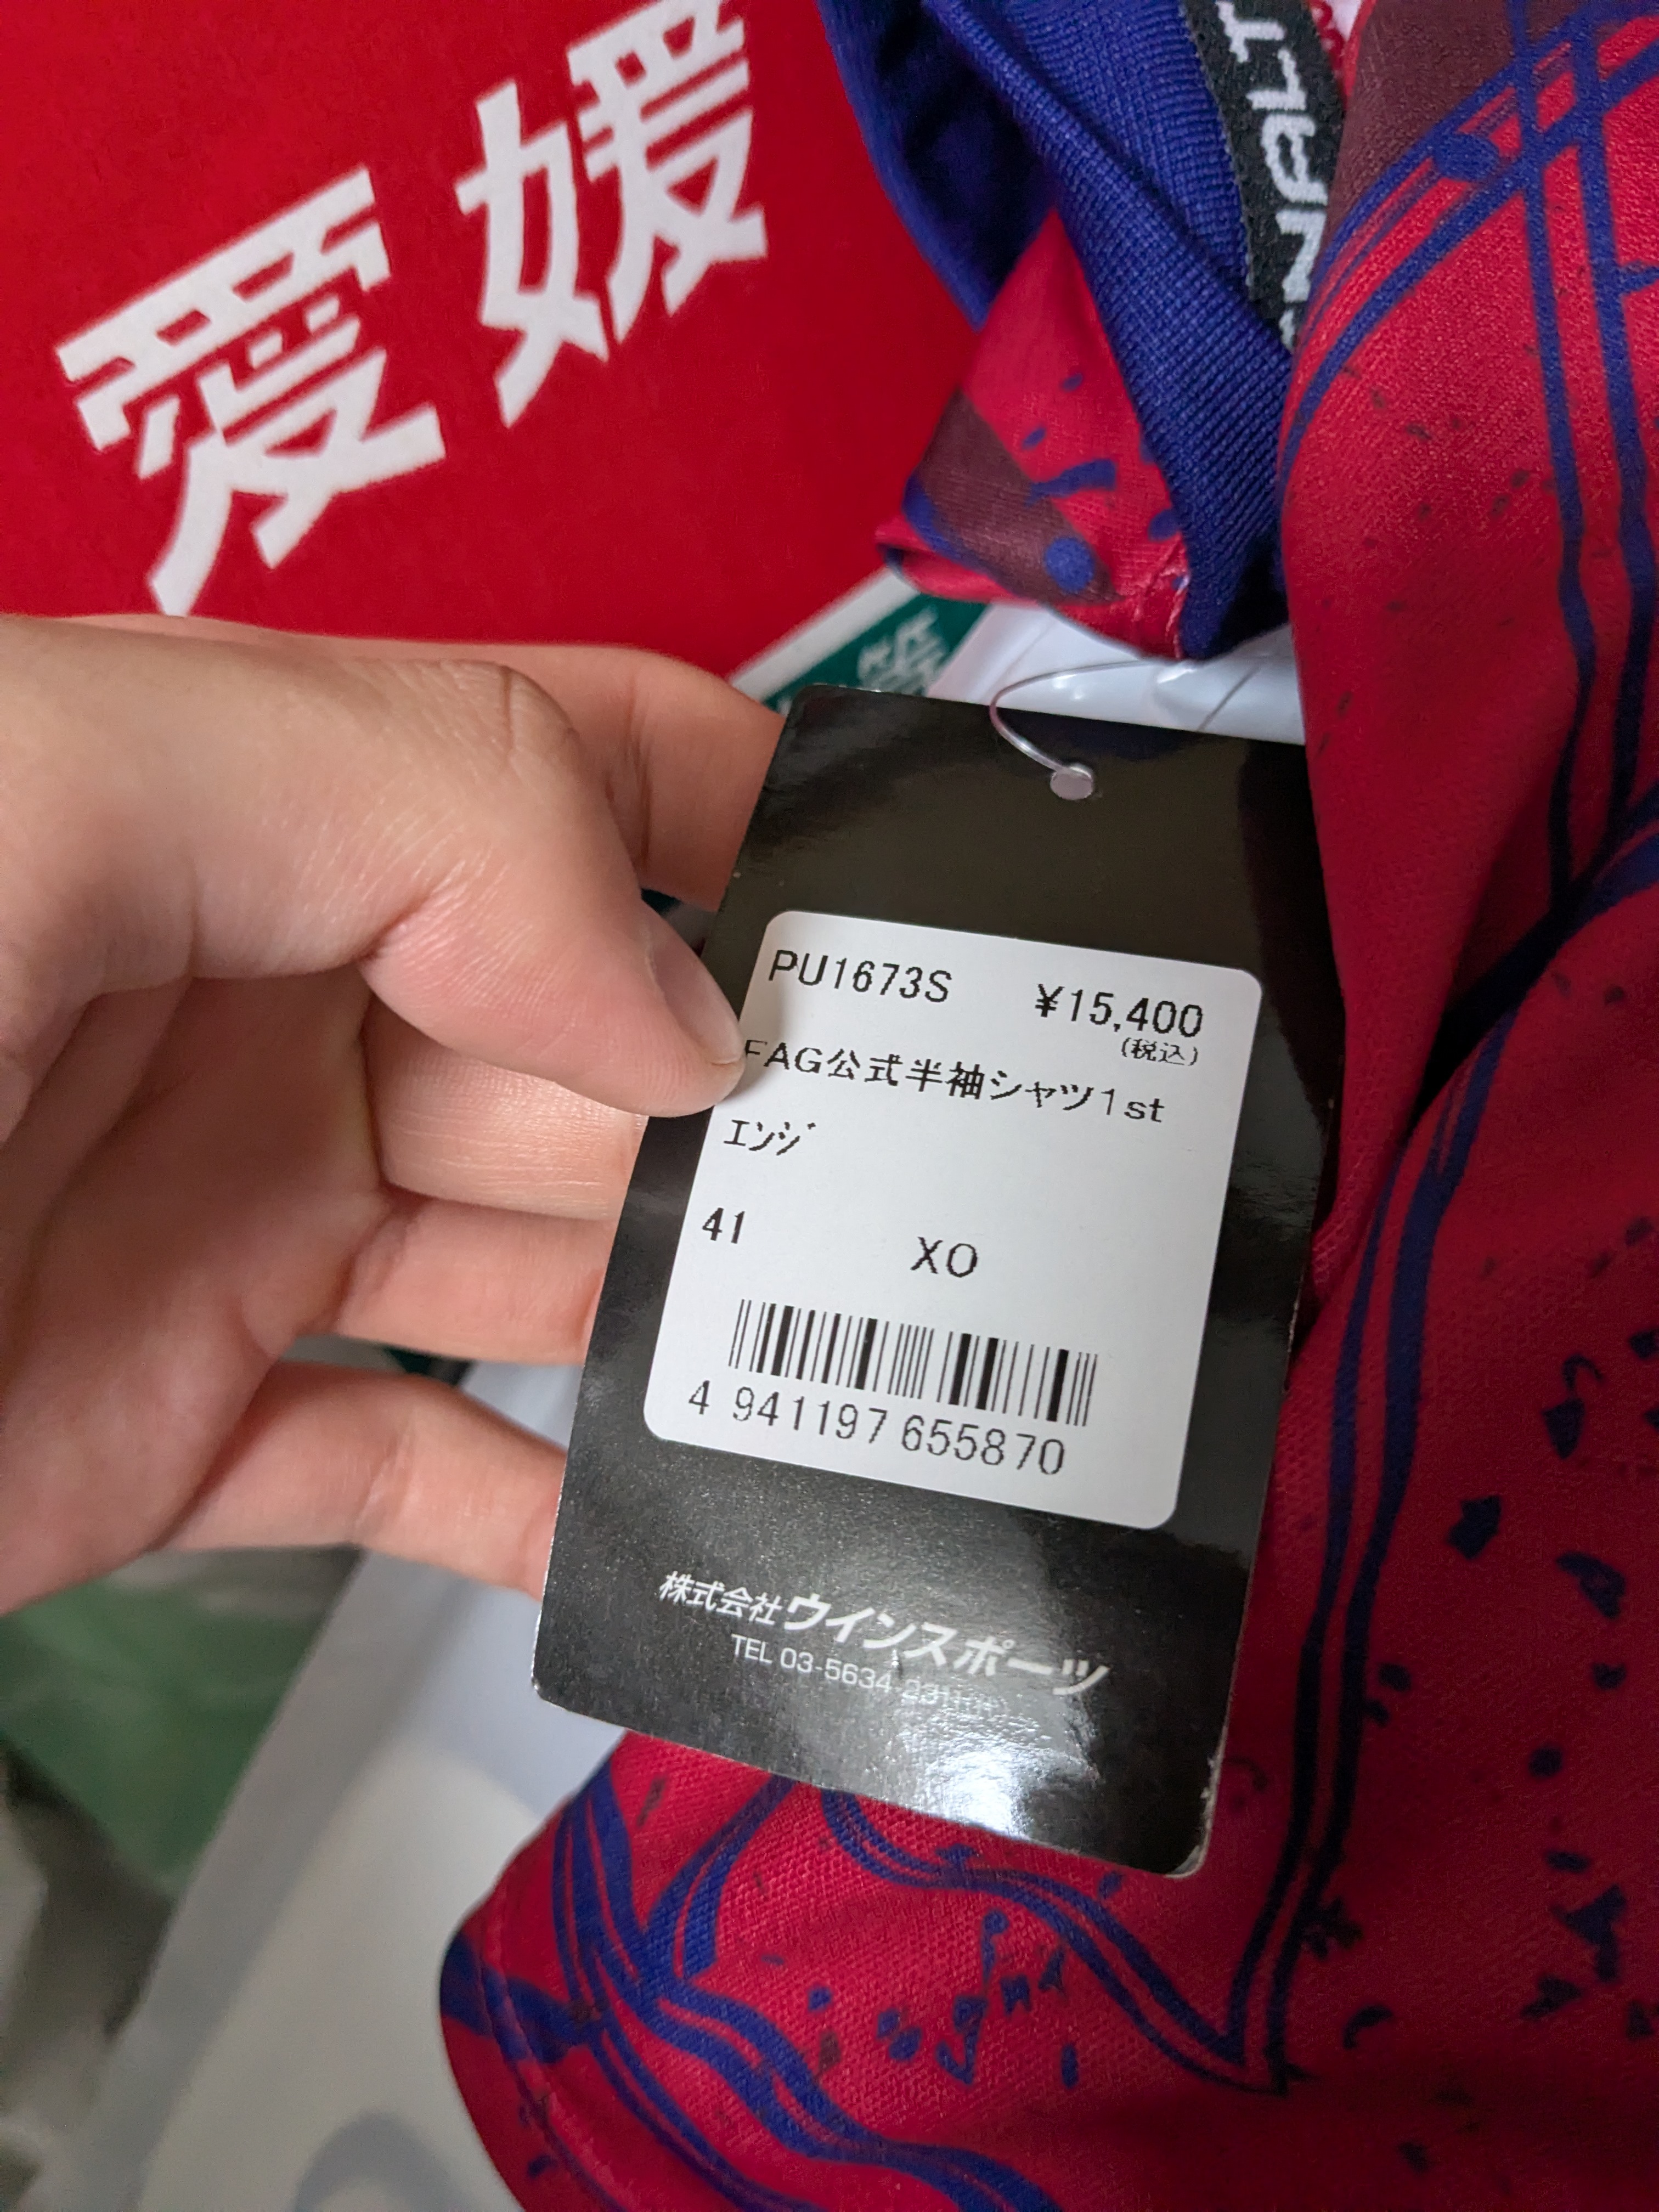 愛媛
PU1673S ¥15,400
(税込)
FAG公式半袖シャツ1st
エンジ
41 XO
4 941197 655870
株式会社ウインスポーツ
TEL 03-5634